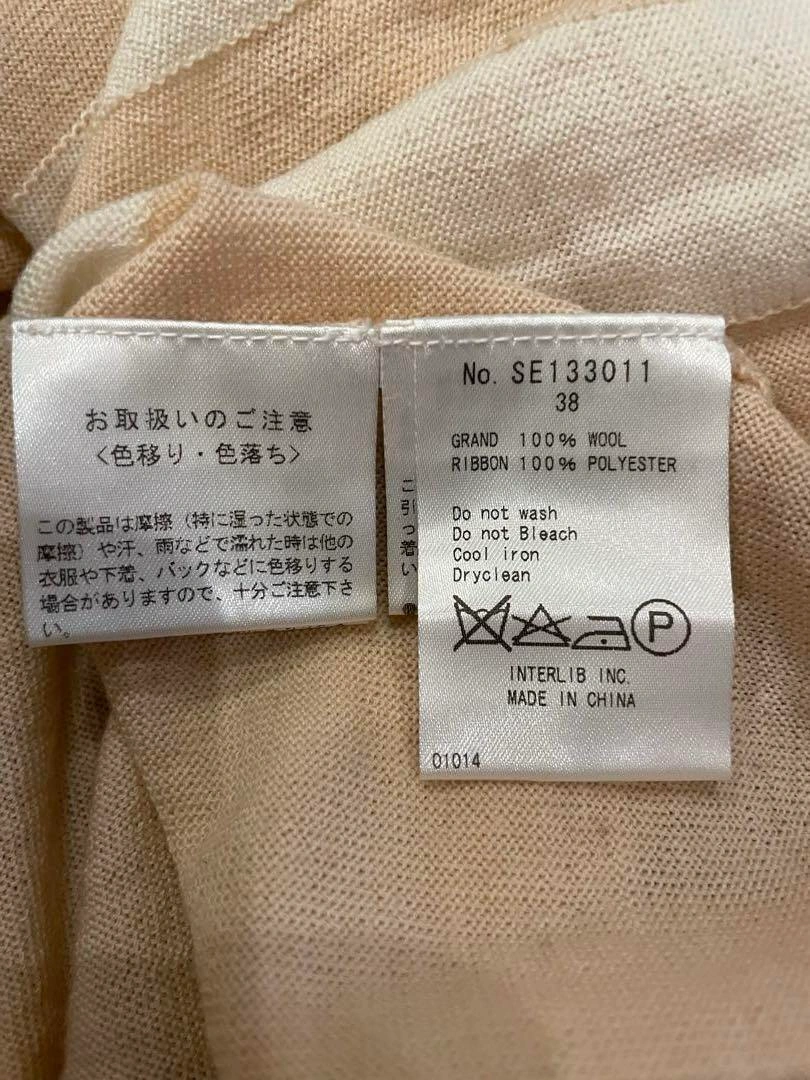 お取扱いのご注意
〈色移り・色落ち〉
この製品は摩擦（特に湿った状態での
摩擦）や汗、雨などで濡れた時は他の
衣服や下着、バックなどに色移りする
場合がありますので、十分ご注意下さ
い。
こ
引
っ
着
い
No. SE133011
38
GRAND 100% WOOL
RIBBON 100% POLYESTER
Do not wash
Do not Bleach
Cool iron
Dryclean
P
INTERLIB INC.
MADE IN CHINA
01014